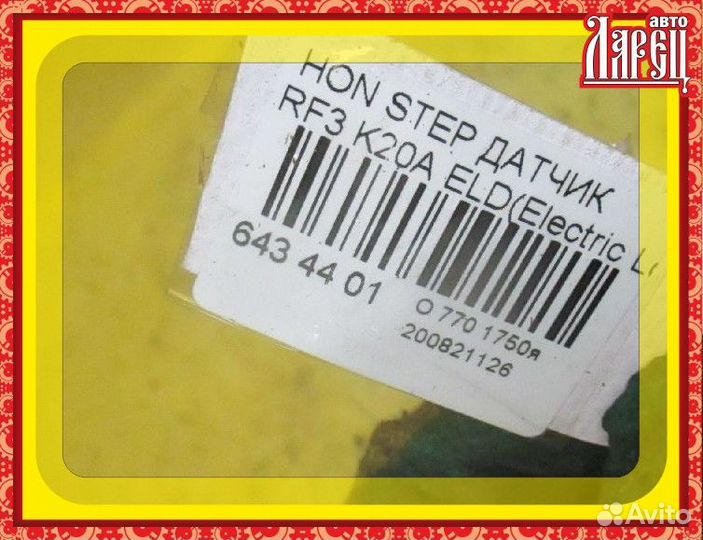 авто
ЛАРЕЦ
HON STEP ДАТЧИК
RF3 K20A ELD(Electric
643 44 01
O 770 1750я
200821126
Avito